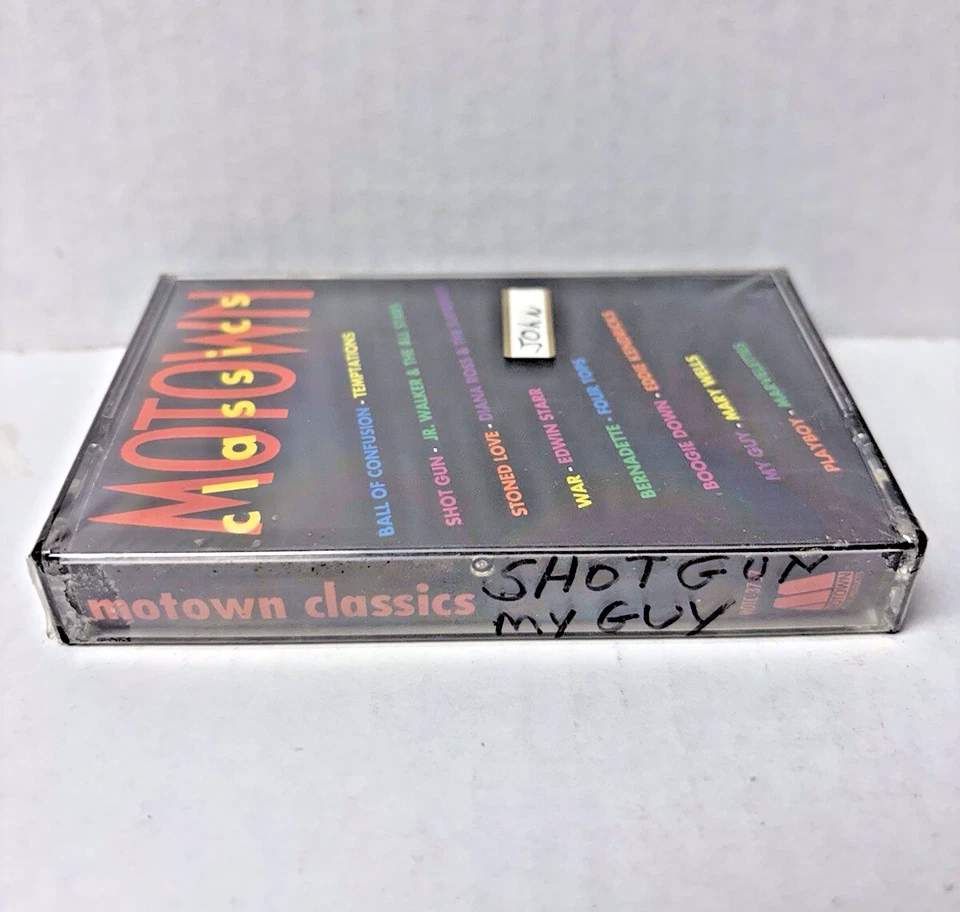 MOTOWN
classics
BALL OF CONFUSION • TEMPTATIONS
SHOT GUN • JR. WALKER & THE ALL STARS
STONED LOVE • DIANA ROSS & THE
WAR • EDWIN STARR
BERNADETTE • FOUR TOPS
BOOGIE DOWN • EDDIE KENDRICKS
MY GUY • MARY WELLS
PLAYBOY • MARVELETTES
JOHN
motown classics
SHOTGUN
MY GUY
MOTOWN